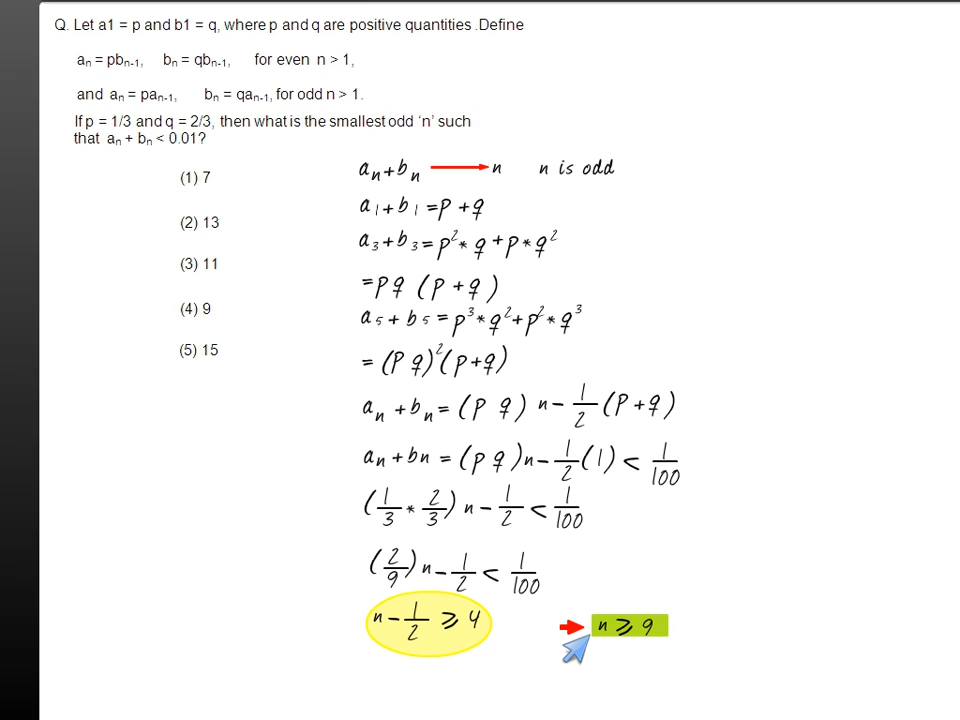 Q. Let a1 = p and b1 = q, where p and q are positive quantities .Define
an = pbn-1, bn = qbn-1, for even n > 1,
and an = pan-1, bn = qan-1, for odd n > 1.
If p = 1/3 and q = 2/3, then what is the smallest odd 'n' such
that an + bn < 0.01?
(1) 7
(2) 13
(3) 11
(4) 9
(5) 15
an+bn → n n is odd
a1+b1=p+q
a3+b3=p²*q+p*q²
=pq (p+q)
a5+b5=p³*q²+p²*q³
=(pq)²(p+q)
an+bn=(p q) n-1/2(p+q)
an+bn=(pq)n-1/2(1)<1/100
(1/3*2/3)n-1/2<1/100
(2/9)n-1/2<1/100
n-1/2⩾4
n⩾9